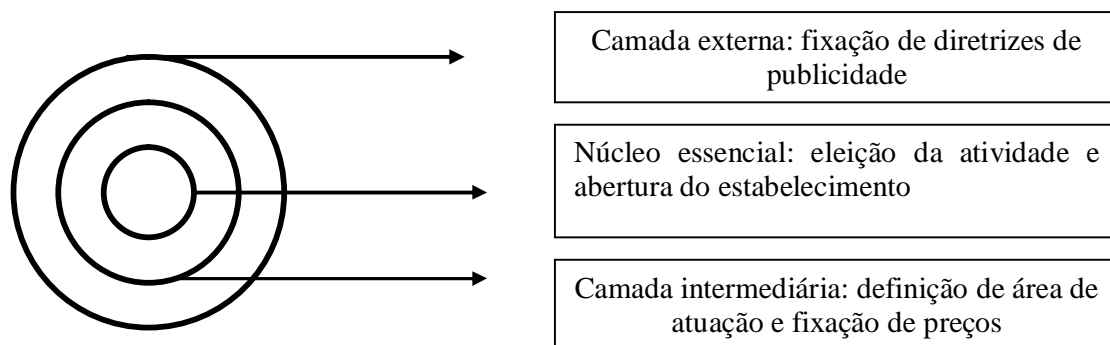 Camada externa: fixação de diretrizes de
publicidade
Núcleo essencial: eleição da atividade e
abertura do estabelecimento
Camada intermediária: definição de área de
atuação e fixação de preços